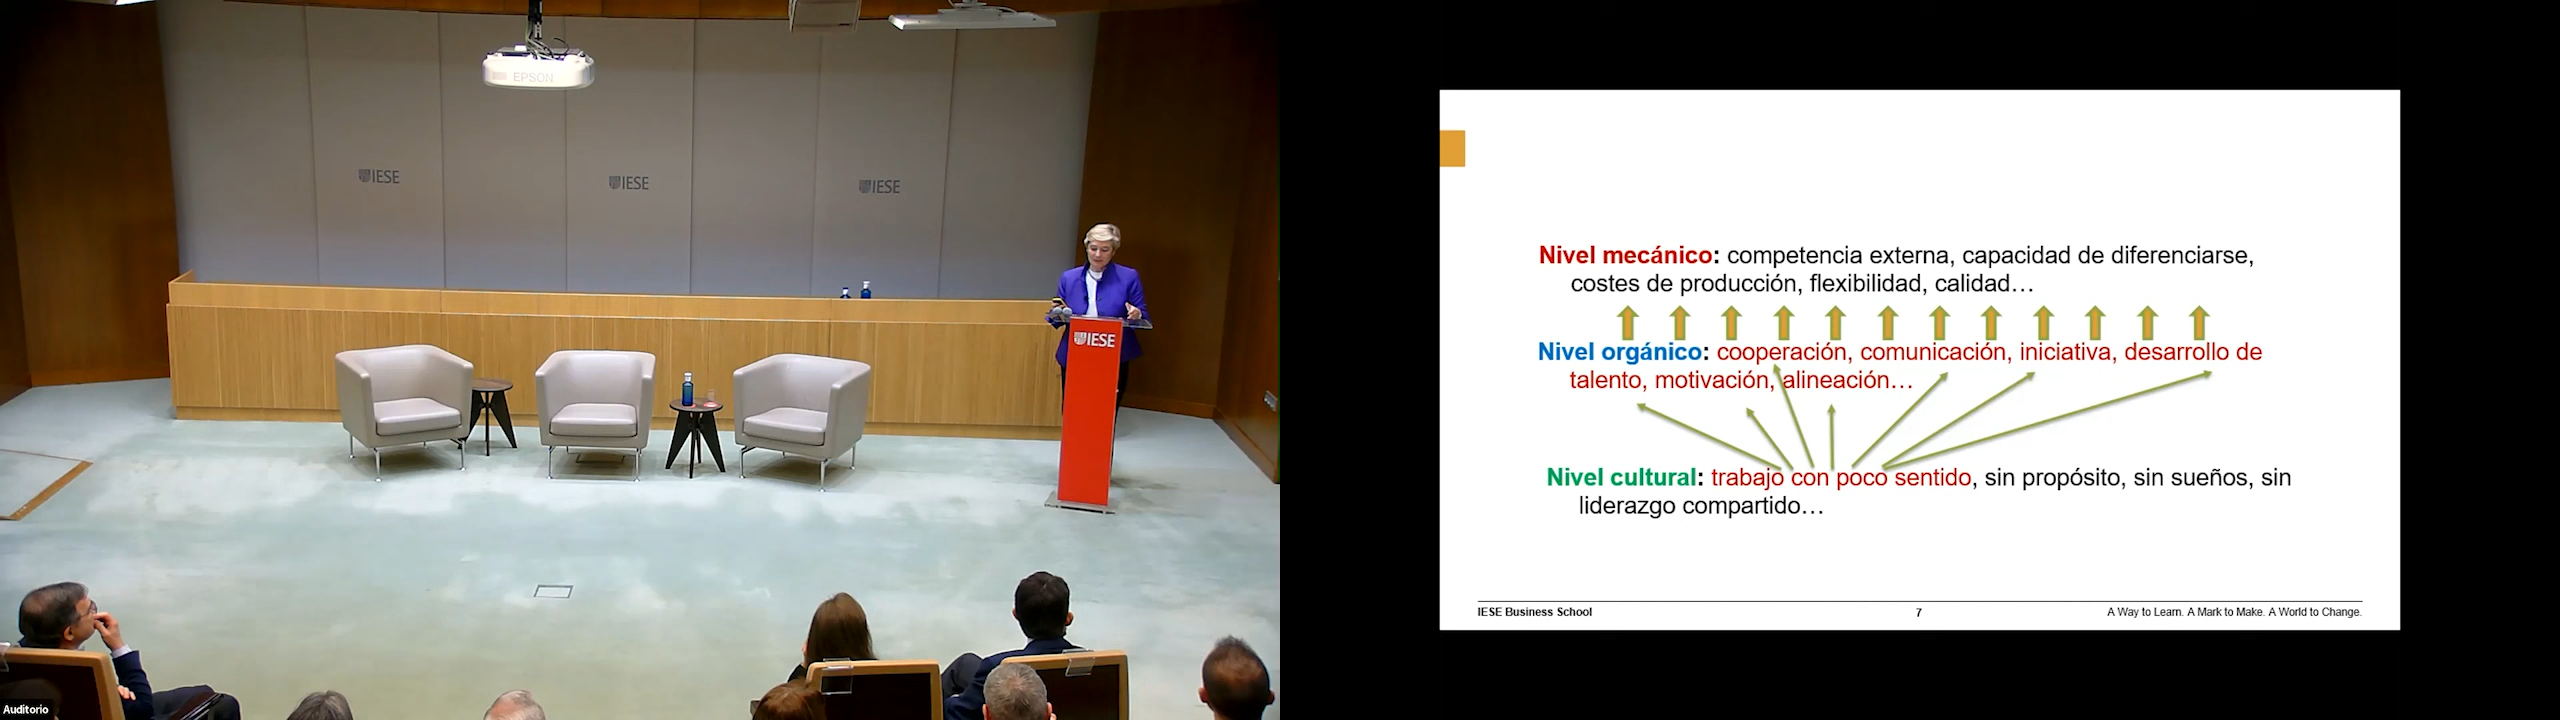 EPSON
IESE
IESE
IESE
IESE
Auditorio
Nivel mecánico: competencia externa, capacidad de diferenciarse,
costes de producción, flexibilidad, calidad…
Nivel orgánico: cooperación, comunicación, iniciativa, desarrollo de
talento, motivación, alineación…
Nivel cultural: trabajo con poco sentido, sin propósito, sin sueños, sin
liderazgo compartido…
IESE Business School
7
A Way to Learn. A Mark to Make. A World to Change.